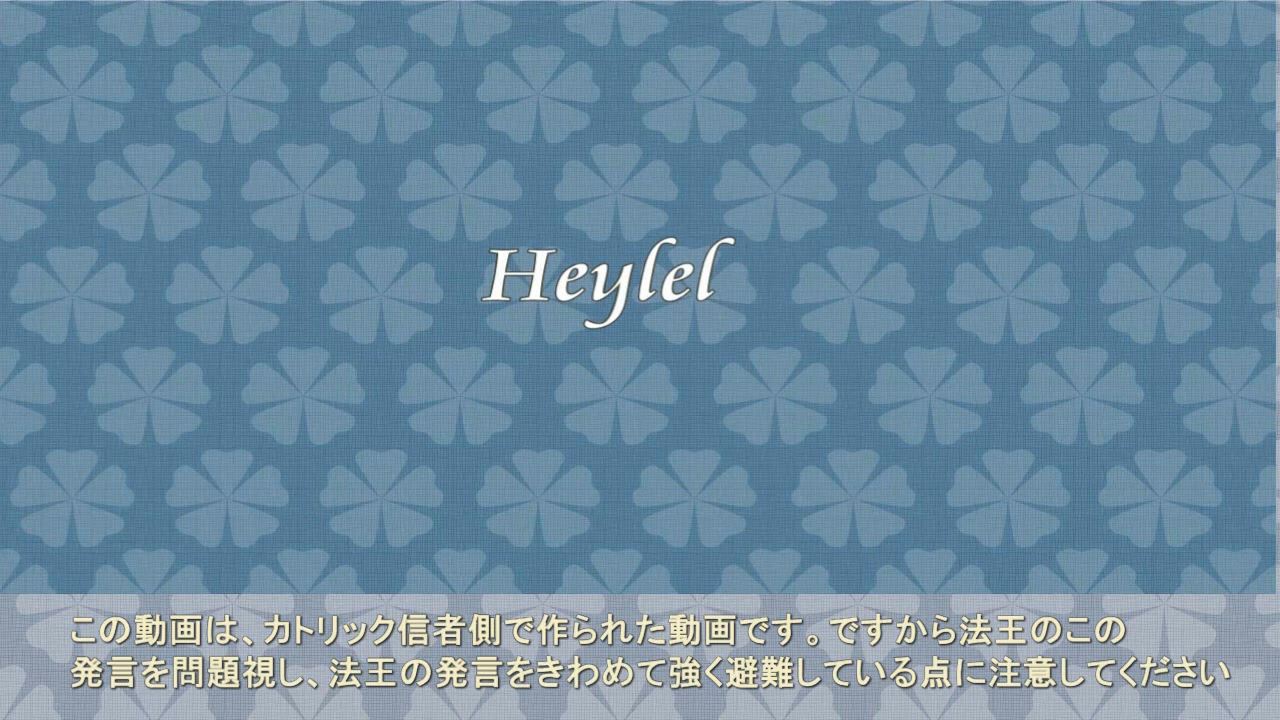 Heylel
この動画は、カトリック信者側で作られた動画です。ですから法王のこの
発言を問題視し、法王の発言をきわめて強く避難している点に注意してください